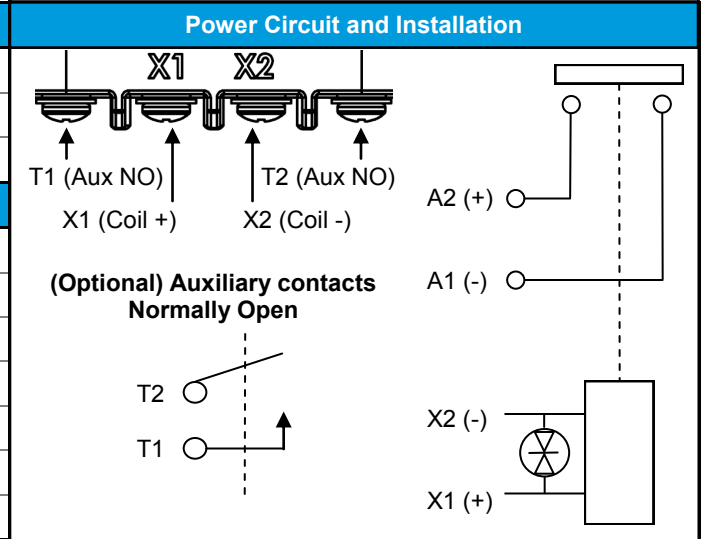 Power Circuit and Installation
X1 X2
T1 (Aux NO) T2 (Aux NO)
X1 (Coil +) X2 (Coil -)
(Optional) Auxiliary contacts
Normally Open
T2
T1
A2 (+)
A1 (-)
X2 (-)
X1 (+)